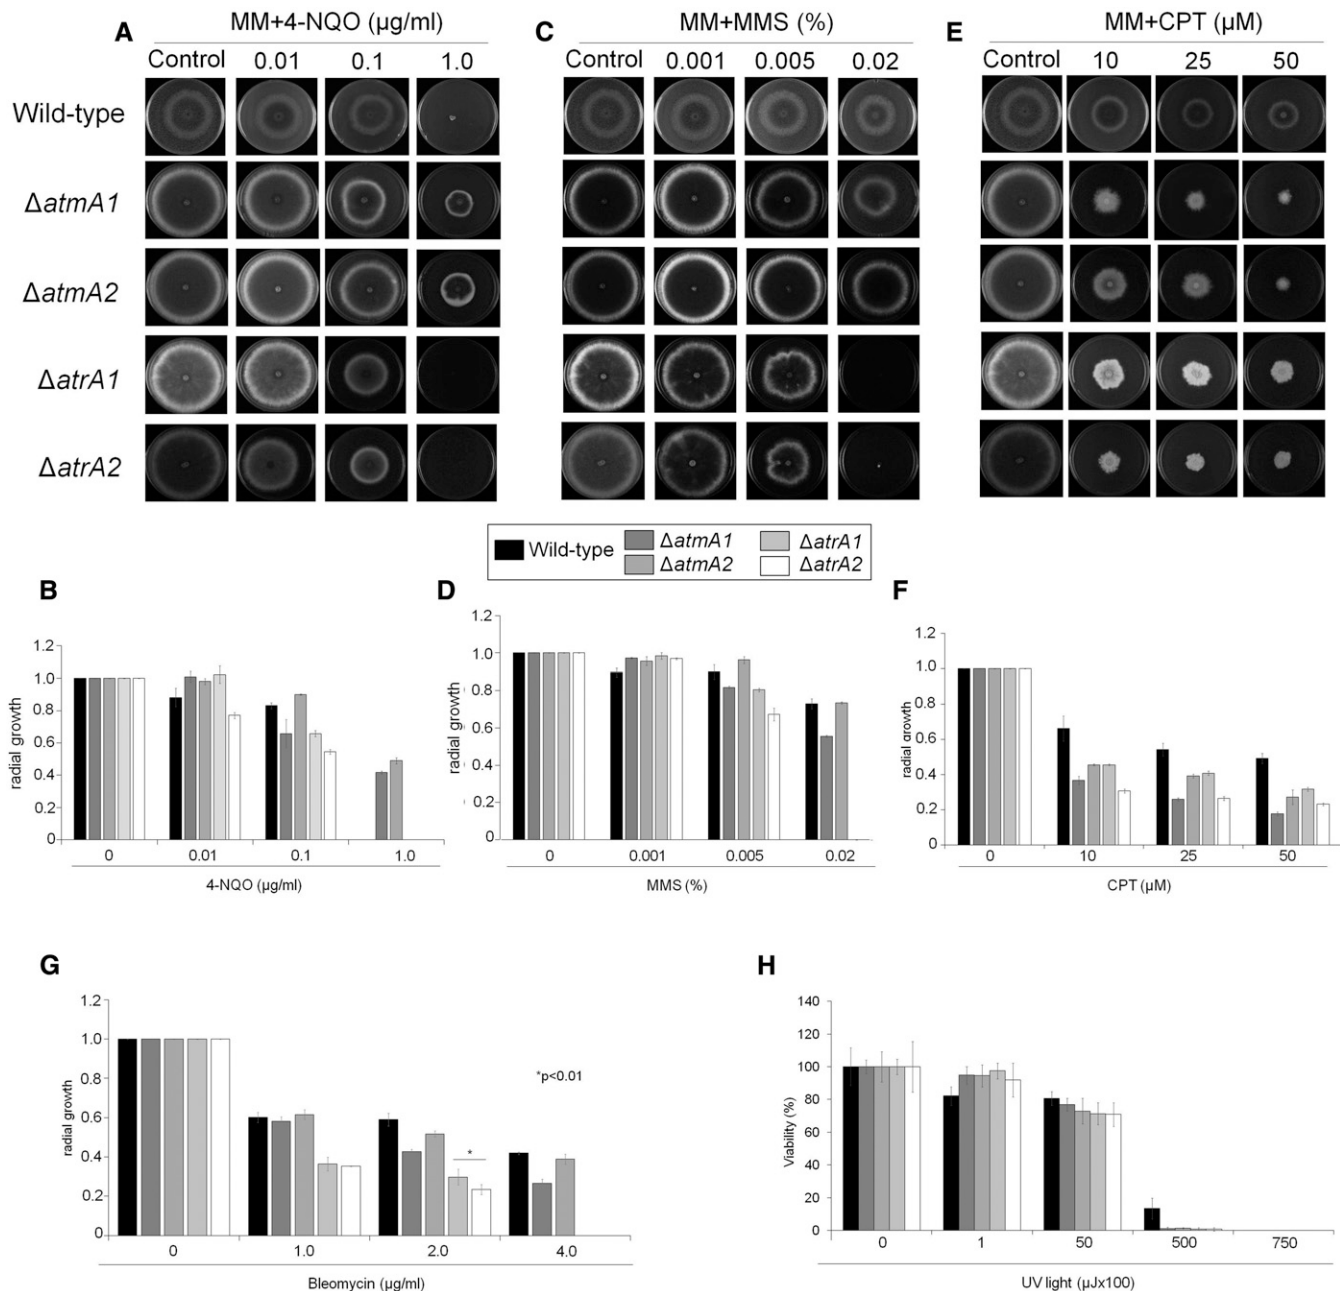 A
MM+4-NQO (µg/ml)
Control 0.01 0.1 1.0
C
MM+MMS (%)
Control 0.001 0.005 0.02
E
MM+CPT (µM)
Control 10 25 50
Wild-type
ΔatmA1
ΔatmA2
ΔatrA1
ΔatrA2
Wild-type
ΔatmA1
ΔatmA2
ΔatrA1
ΔatrA2
B
1.2
1.0
0.8
0.6
0.4
0.2
0
radial growth
0 0.01 0.1 1.0
4-NQO (µg/ml)
D
1.2
1.0
0.8
0.6
0.4
0.2
0
radial growth
0 0.001 0.005 0.02
MMS (%)
F
1.2
1.0
0.8
0.6
0.4
0.2
0
radial growth
0 10 25 50
CPT (µM)
G
1.2
1.0
0.8
0.6
0.4
0.2
0
radial growth
*p<0.01
*
0 1.0 2.0 4.0
Bleomycin (µg/ml)
H
140
120
100
80
60
40
20
0
Viability (%)
0 1 50 500 750
UV light (µJx100)